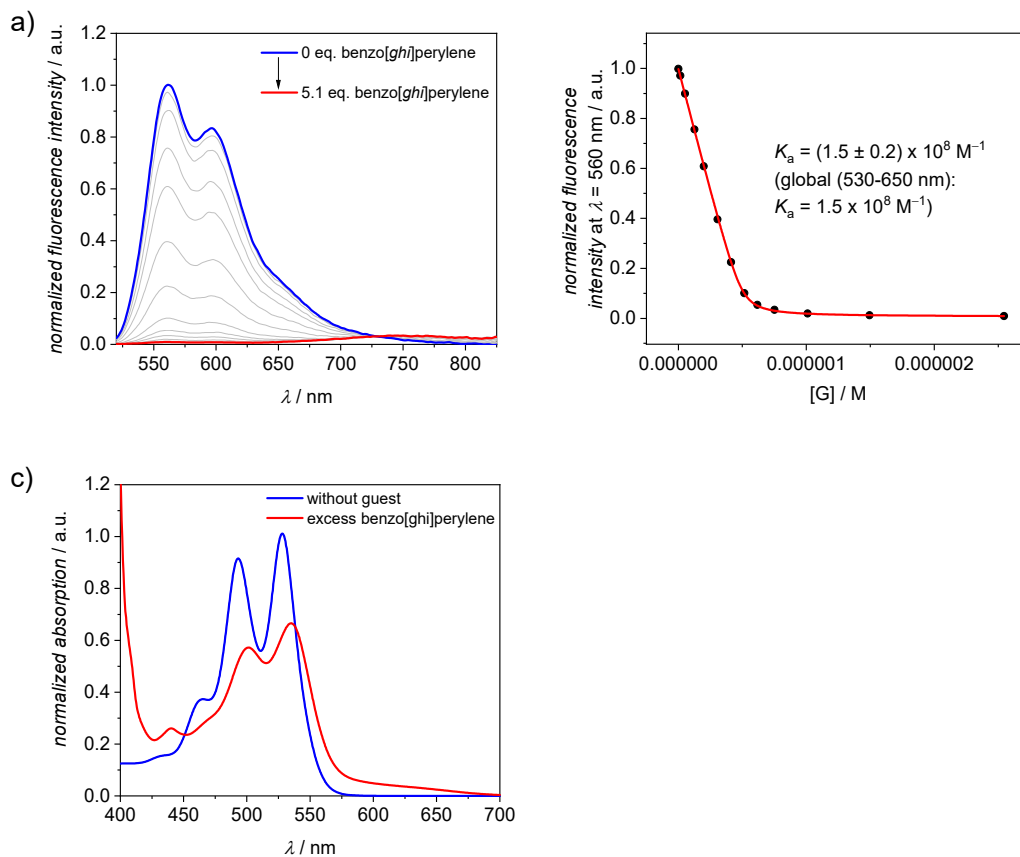 a)
0 eq. benzo[ghi]perylene
5.1 eq. benzo[ghi]perylene
normalized fluorescence intensity / a.u.
1.2
1.0
0.8
0.6
0.4
0.2
0.0
550 600 650 700 750 800
λ / nm
normalized fluorescence
intensity at λ = 560 nm / a.u.
1.0
0.8
0.6
0.4
0.2
0.0
Ka = (1.5 ± 0.2) x 10⁸ M⁻¹
(global (530-650 nm):
Ka = 1.5 x 10⁸ M⁻¹)
0.000000 0.000001 0.000002
[G] / M
c)
without guest
excess benzo[ghi]perylene
normalized absorption / a.u.
1.2
1.0
0.8
0.6
0.4
0.2
0.0
400 450 500 550 600 650 700
λ / nm